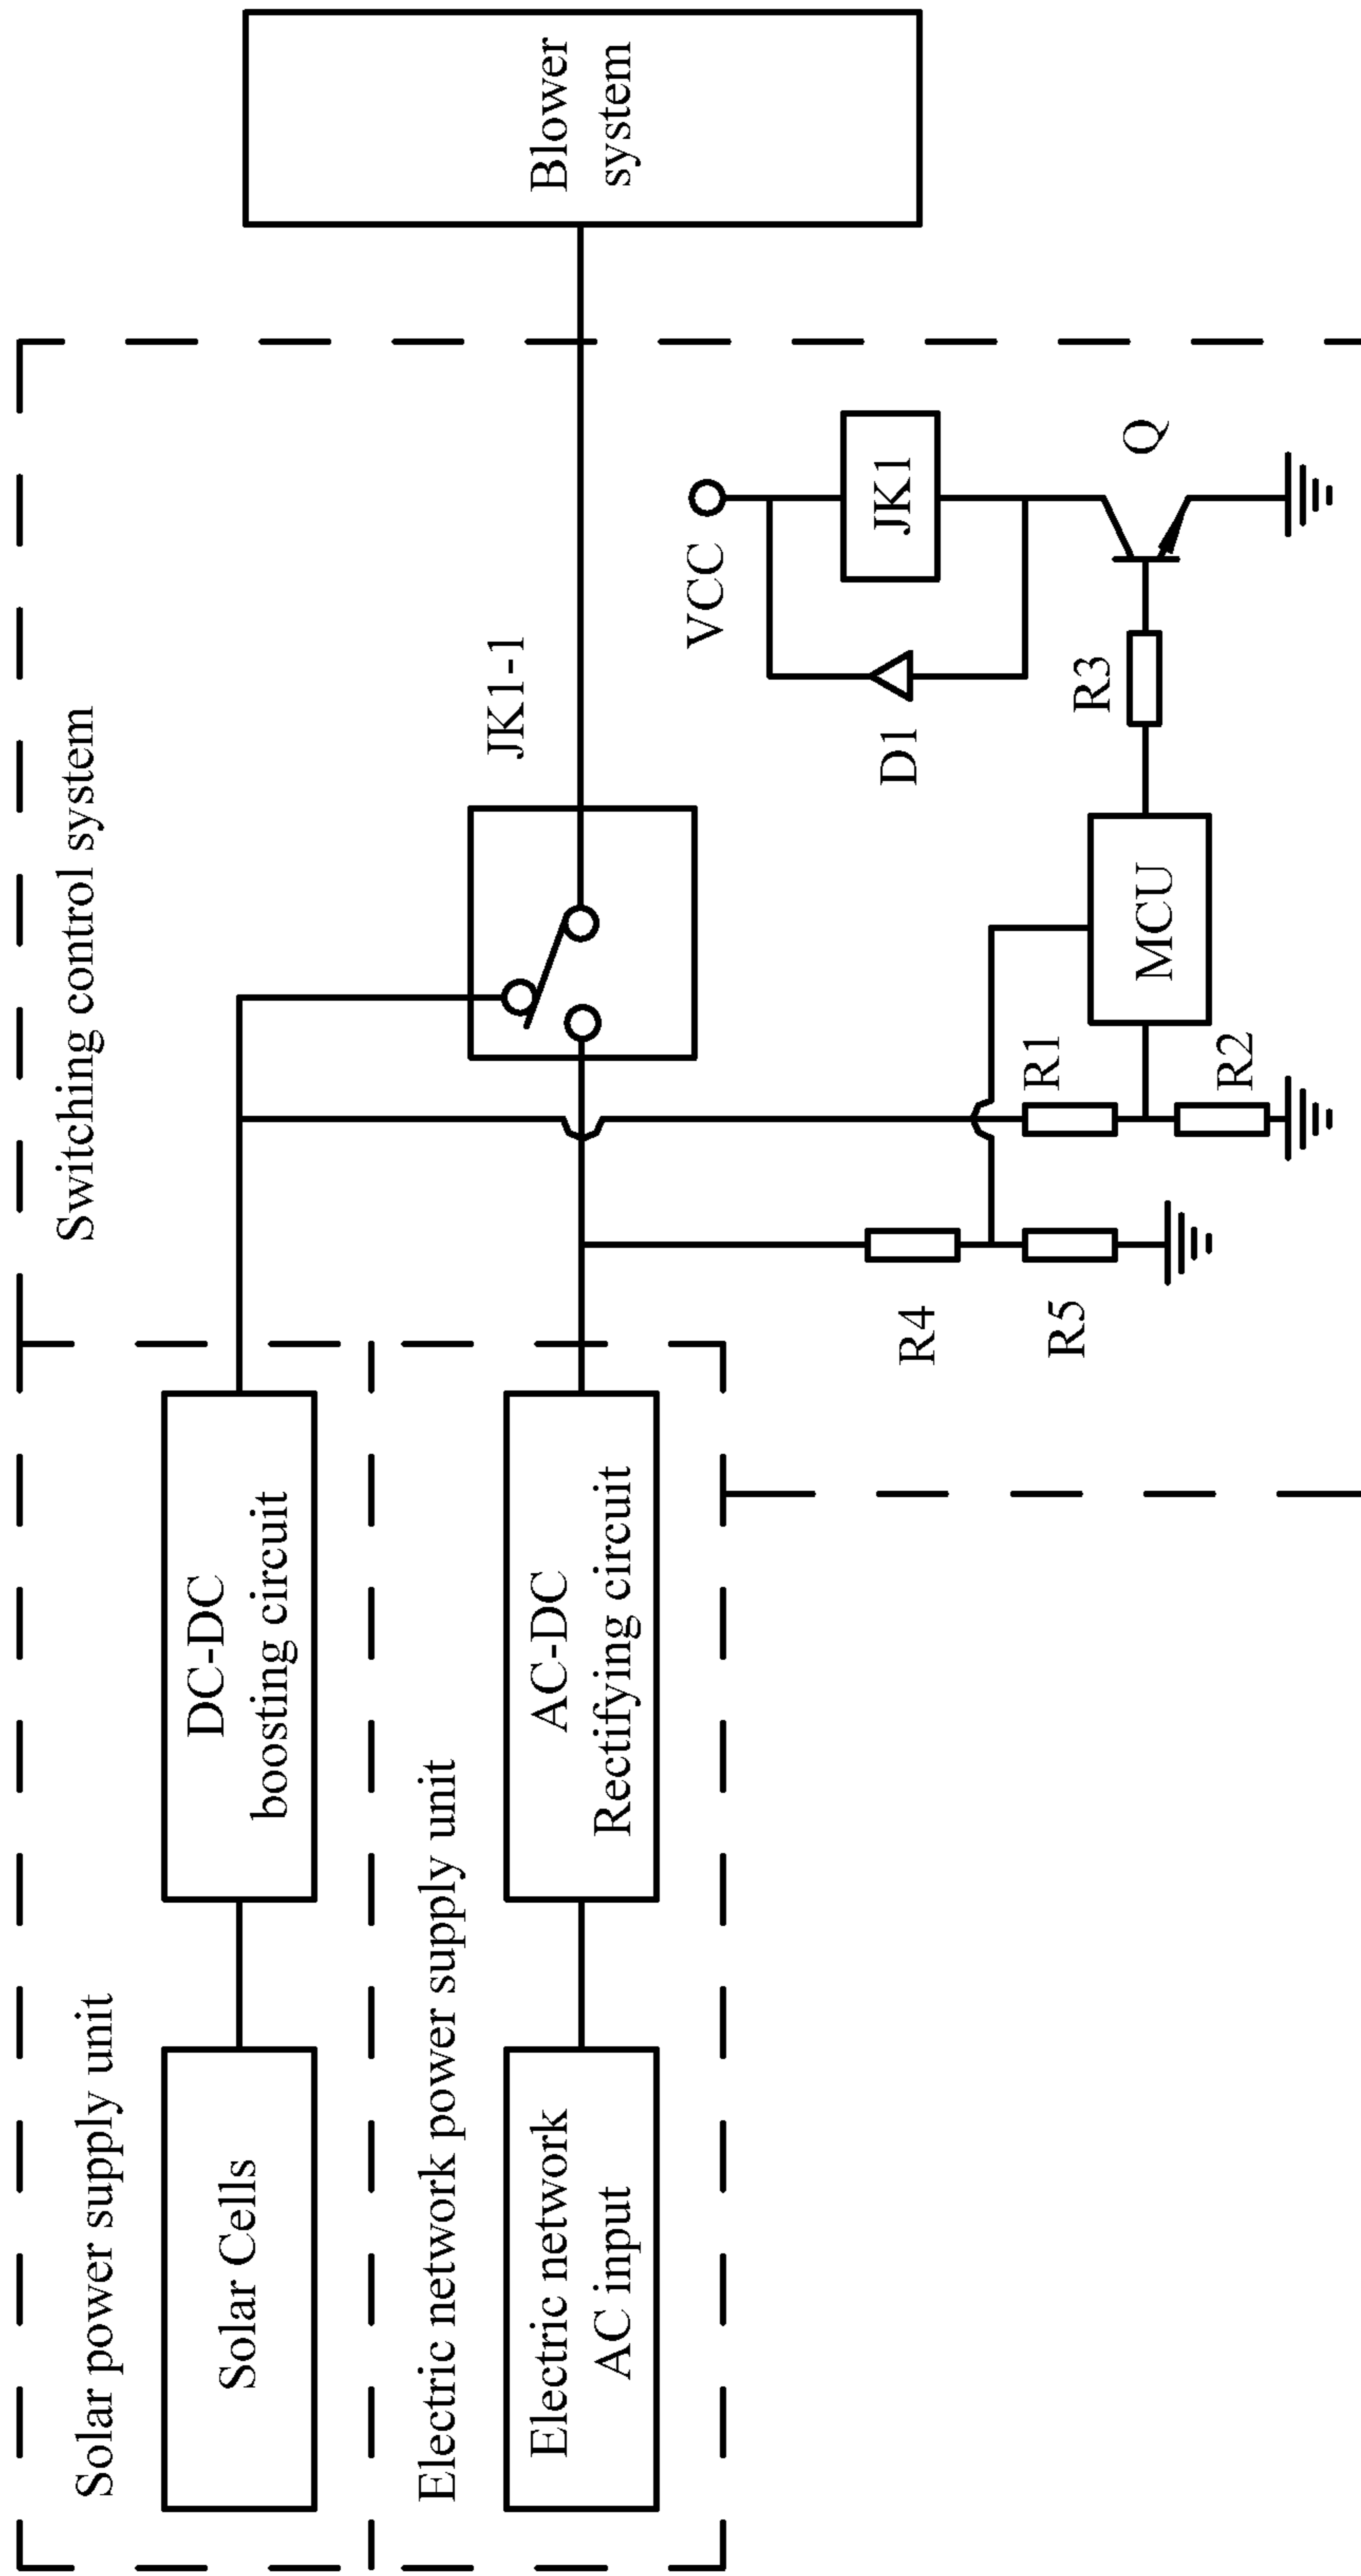 Switching control system
Solar power supply unit
Solar Cells
DC-DC
boosting circuit
Electric network power supply unit
Electric network
AC input
AC-DC
Rectifying circuit
JK1-1
Blower
system
VCC
JK1
D1
Q
R3
MCU
R1
R2
R4
R5